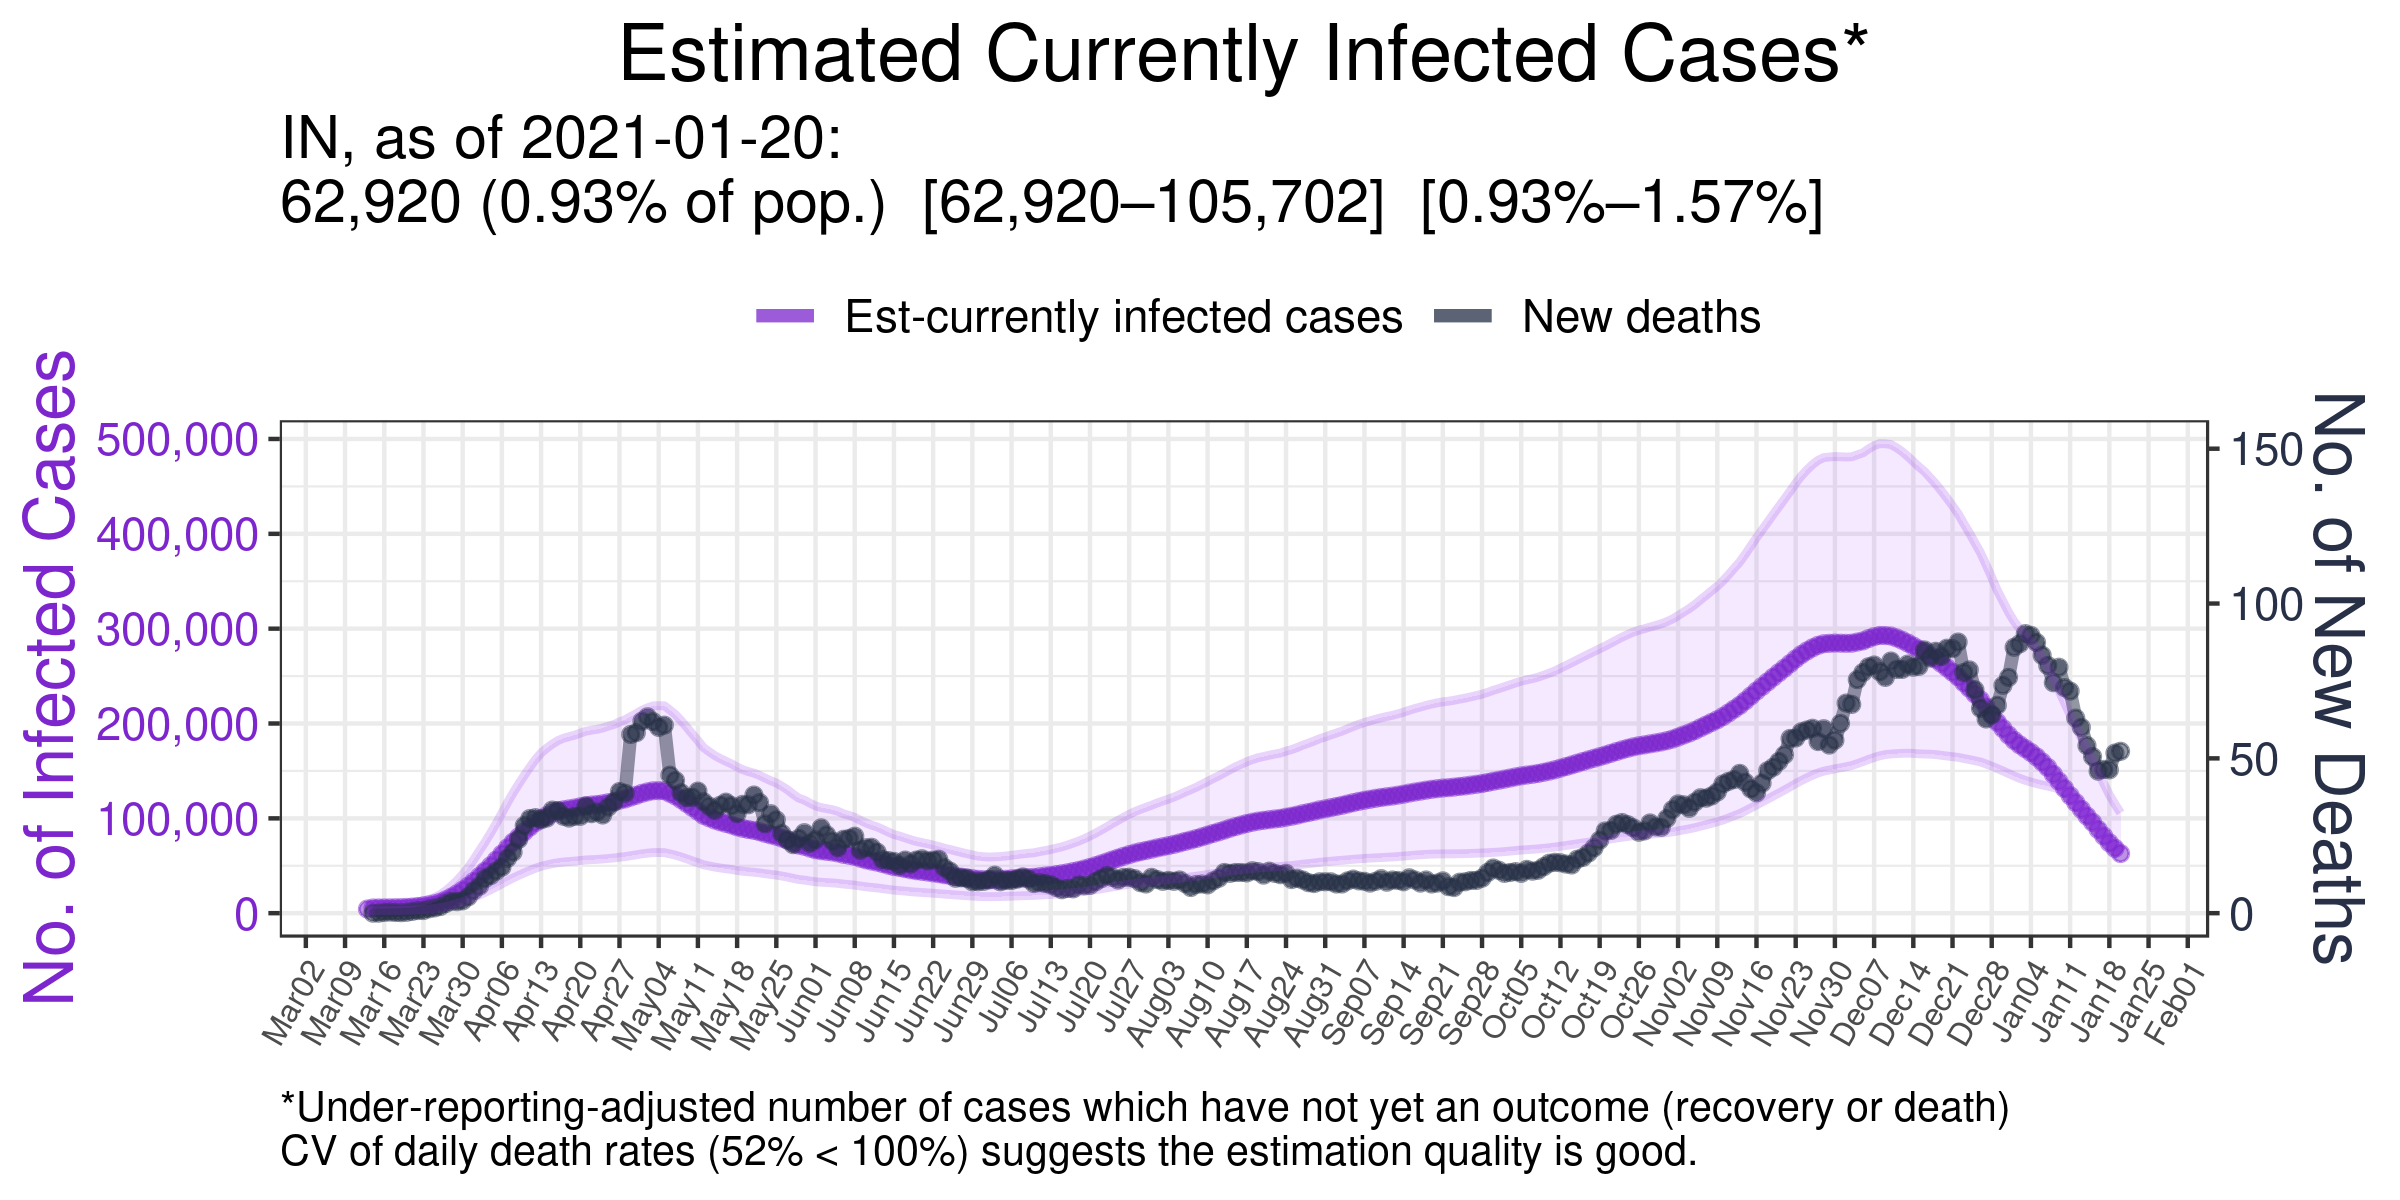 Estimated Currently Infected Cases*
IN, as of 2021-01-20:
62,920 (0.93% of pop.)  [62,920–105,702]  [0.93%–1.57%]
Est-currently infected cases
New deaths
No. of Infected Cases
500,000
400,000
300,000
200,000
100,000
0
150
100
50
0
No. of New Deaths
Mar02
Mar09
Mar16
Mar23
Mar30
Apr06
Apr13
Apr20
Apr27
May04
May11
May18
May25
Jun01
Jun08
Jun15
Jun22
Jun29
Jul06
Jul13
Jul20
Jul27
Aug03
Aug10
Aug17
Aug24
Aug31
Sep07
Sep14
Sep21
Sep28
Oct05
Oct12
Oct19
Oct26
Nov02
Nov09
Nov16
Nov23
Nov30
Dec07
Dec14
Dec21
Dec28
Jan04
Jan11
Jan18
Jan25
Feb01
*Under-reporting-adjusted number of cases which have not yet an outcome (recovery or death)
CV of daily death rates (52% < 100%) suggests the estimation quality is good.